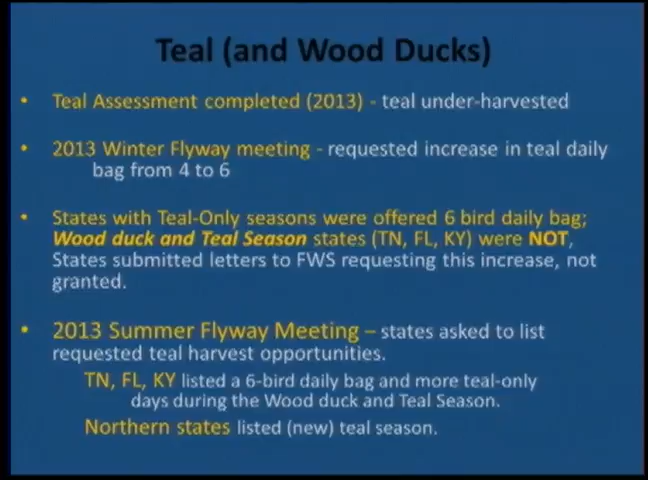 Teal (and Wood Ducks)
• Teal Assessment completed (2013) - teal under-harvested
• 2013 Winter Flyway meeting - requested increase in teal daily
bag from 4 to 6
• States with Teal-Only seasons were offered 6 bird daily bag;
Wood duck and Teal Season states (TN, FL, KY) were NOT,
States submitted letters to FWS requesting this increase, not
granted.
• 2013 Summer Flyway Meeting – states asked to list
requested teal harvest opportunities.
TN, FL, KY listed a 6-bird daily bag and more teal-only
days during the Wood duck and Teal Season.
Northern states listed (new) teal season.